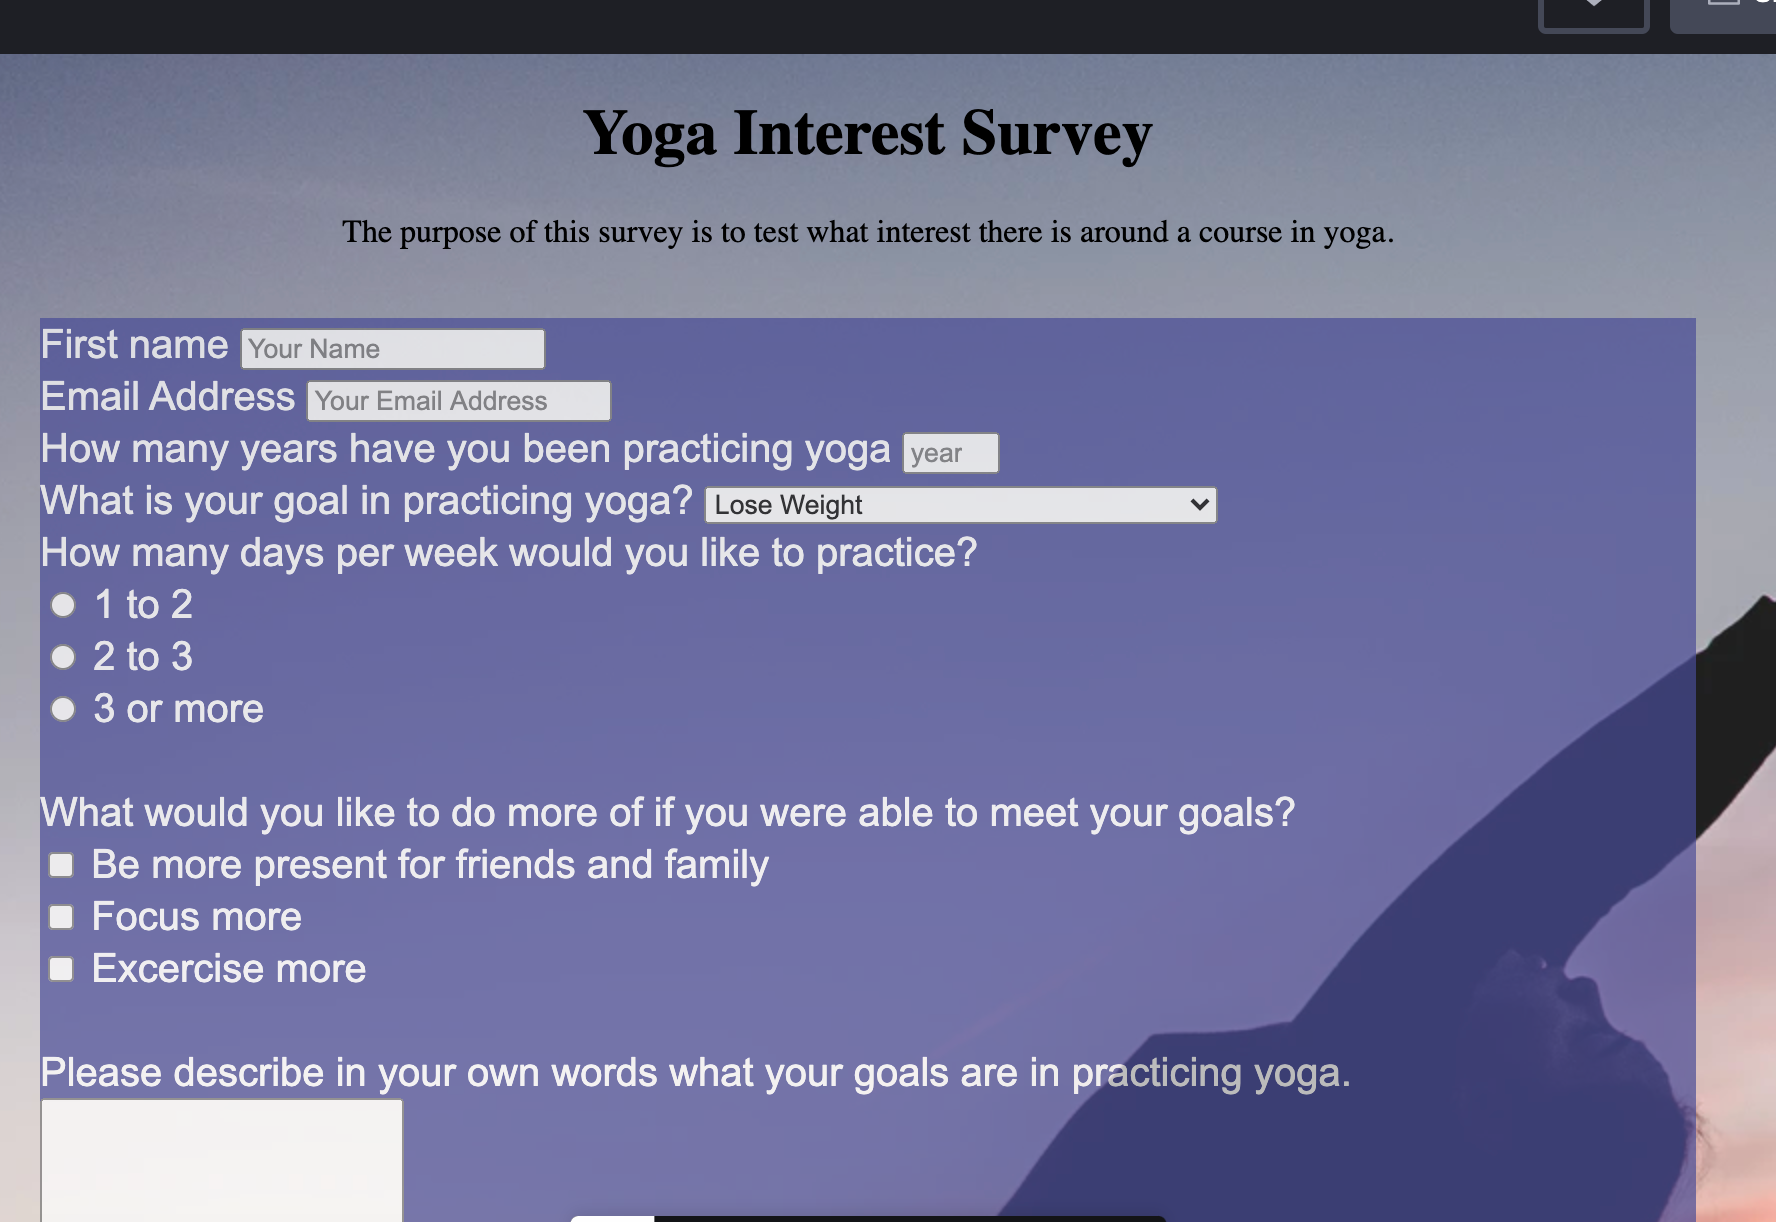 Yoga Interest Survey
The purpose of this survey is to test what interest there is around a course in yoga.
First name Your Name
Email Address Your Email Address
How many years have you been practicing yoga year
What is your goal in practicing yoga? Lose Weight
How many days per week would you like to practice?
1 to 2
2 to 3
3 or more
What would you like to do more of if you were able to meet your goals?
Be more present for friends and family
Focus more
Excercise more
Please describe in your own words what your goals are in practicing yoga.